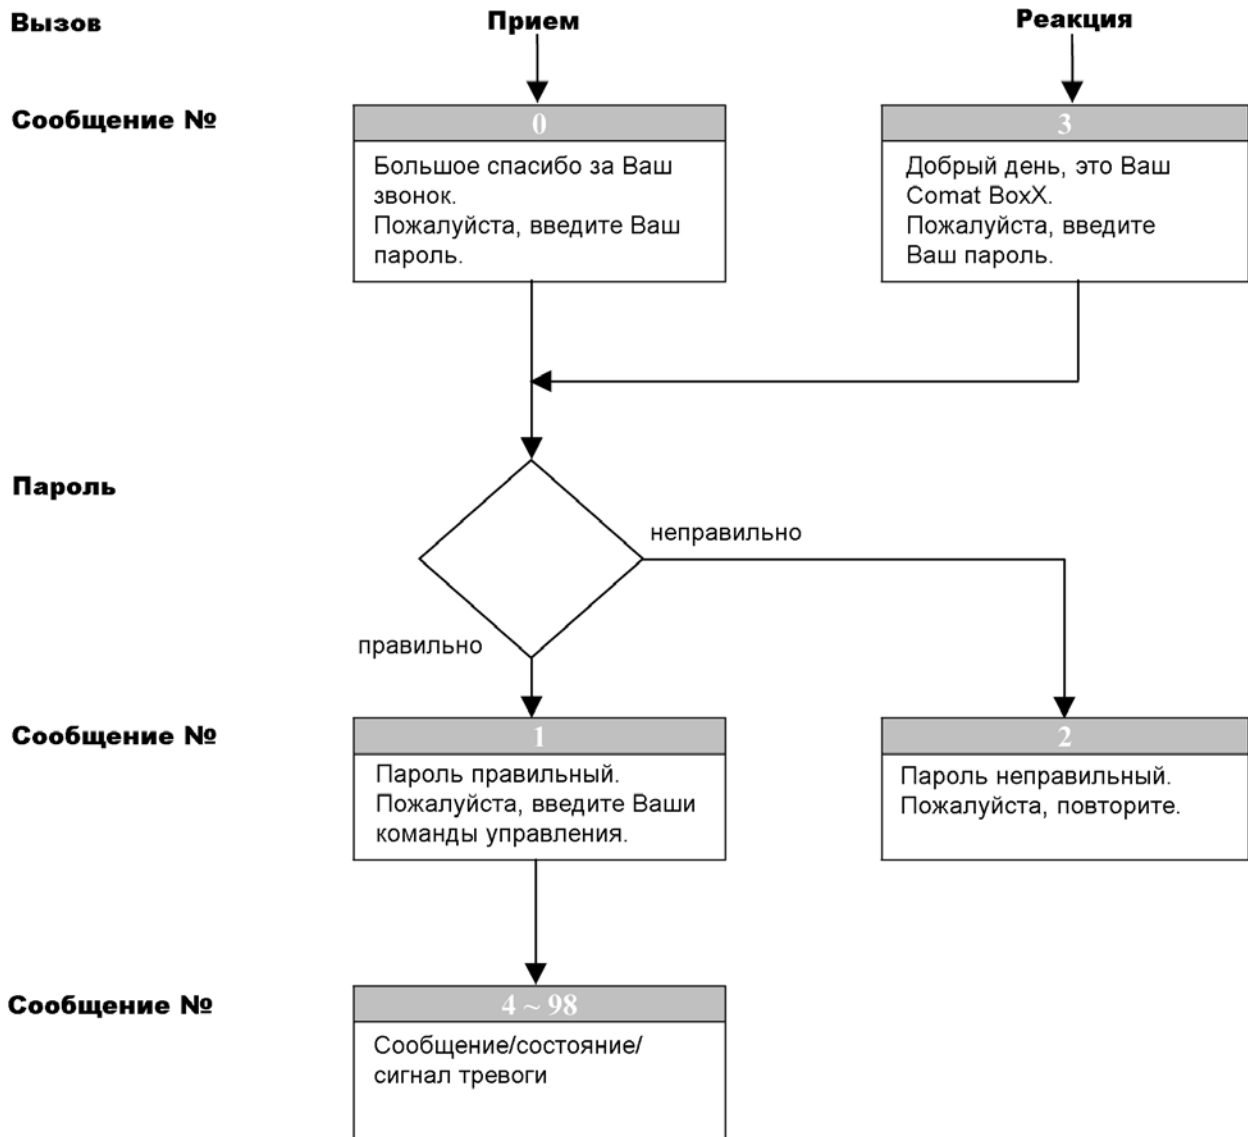 Вызов
Прием
Реакция
Сообщение №
0
3
Большое спасибо за Ваш
звонок.
Пожалуйста, введите Ваш
пароль.
Добрый день, это Ваш
Comat BoxX.
Пожалуйста, введите
Ваш пароль.
Пароль
неправильно
правильно
Сообщение №
1
2
Пароль правильный.
Пожалуйста, введите Ваши
команды управления.
Пароль неправильный.
Пожалуйста, повторите.
Сообщение №
4 ~ 98
Сообщение/состояние/
сигнал тревоги